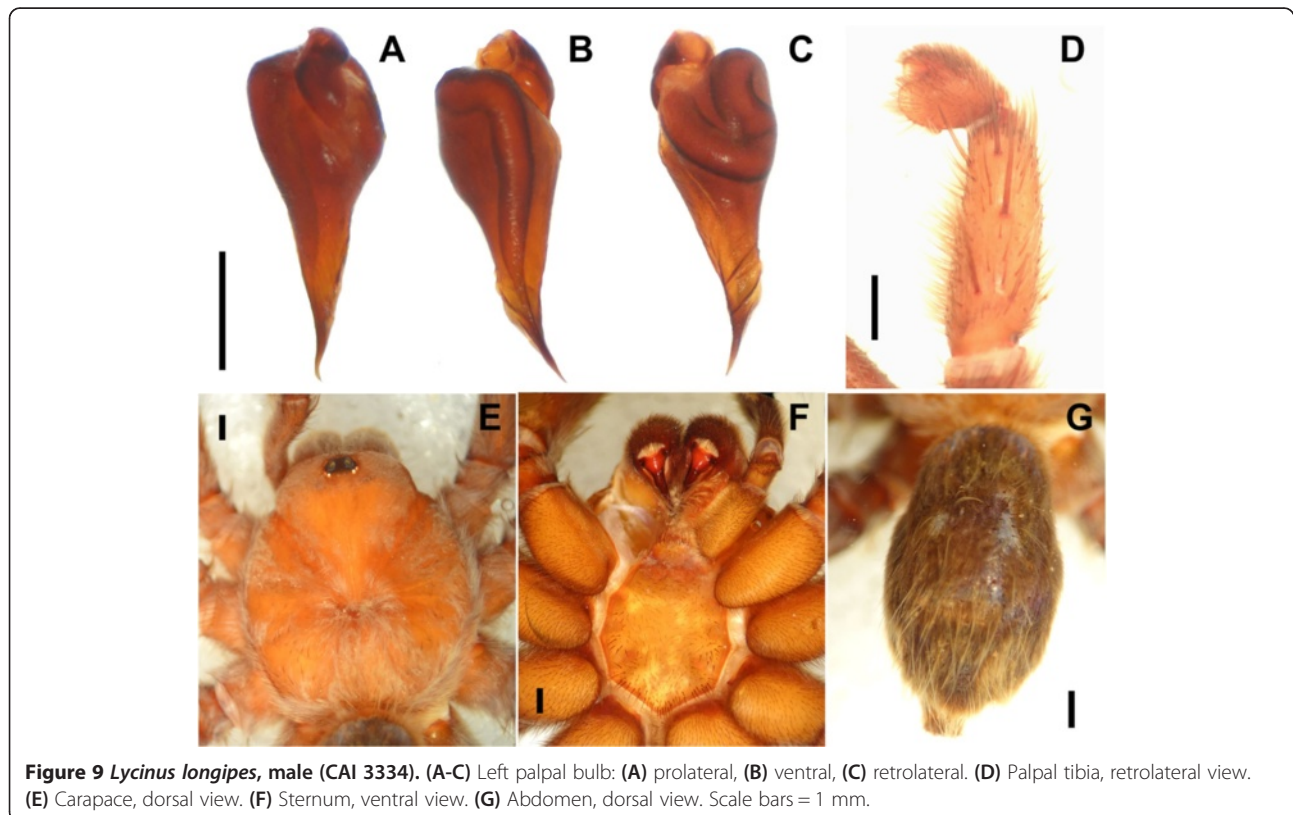 A
B
C
D
E
F
G
Figure 9 Lycinus longipes, male (CAI 3334). (A-C) Left palpal bulb: (A) prolateral, (B) ventral, (C) retrolateral. (D) Palpal tibia, retrolateral view.
(E) Carapace, dorsal view. (F) Sternum, ventral view. (G) Abdomen, dorsal view. Scale bars = 1 mm.